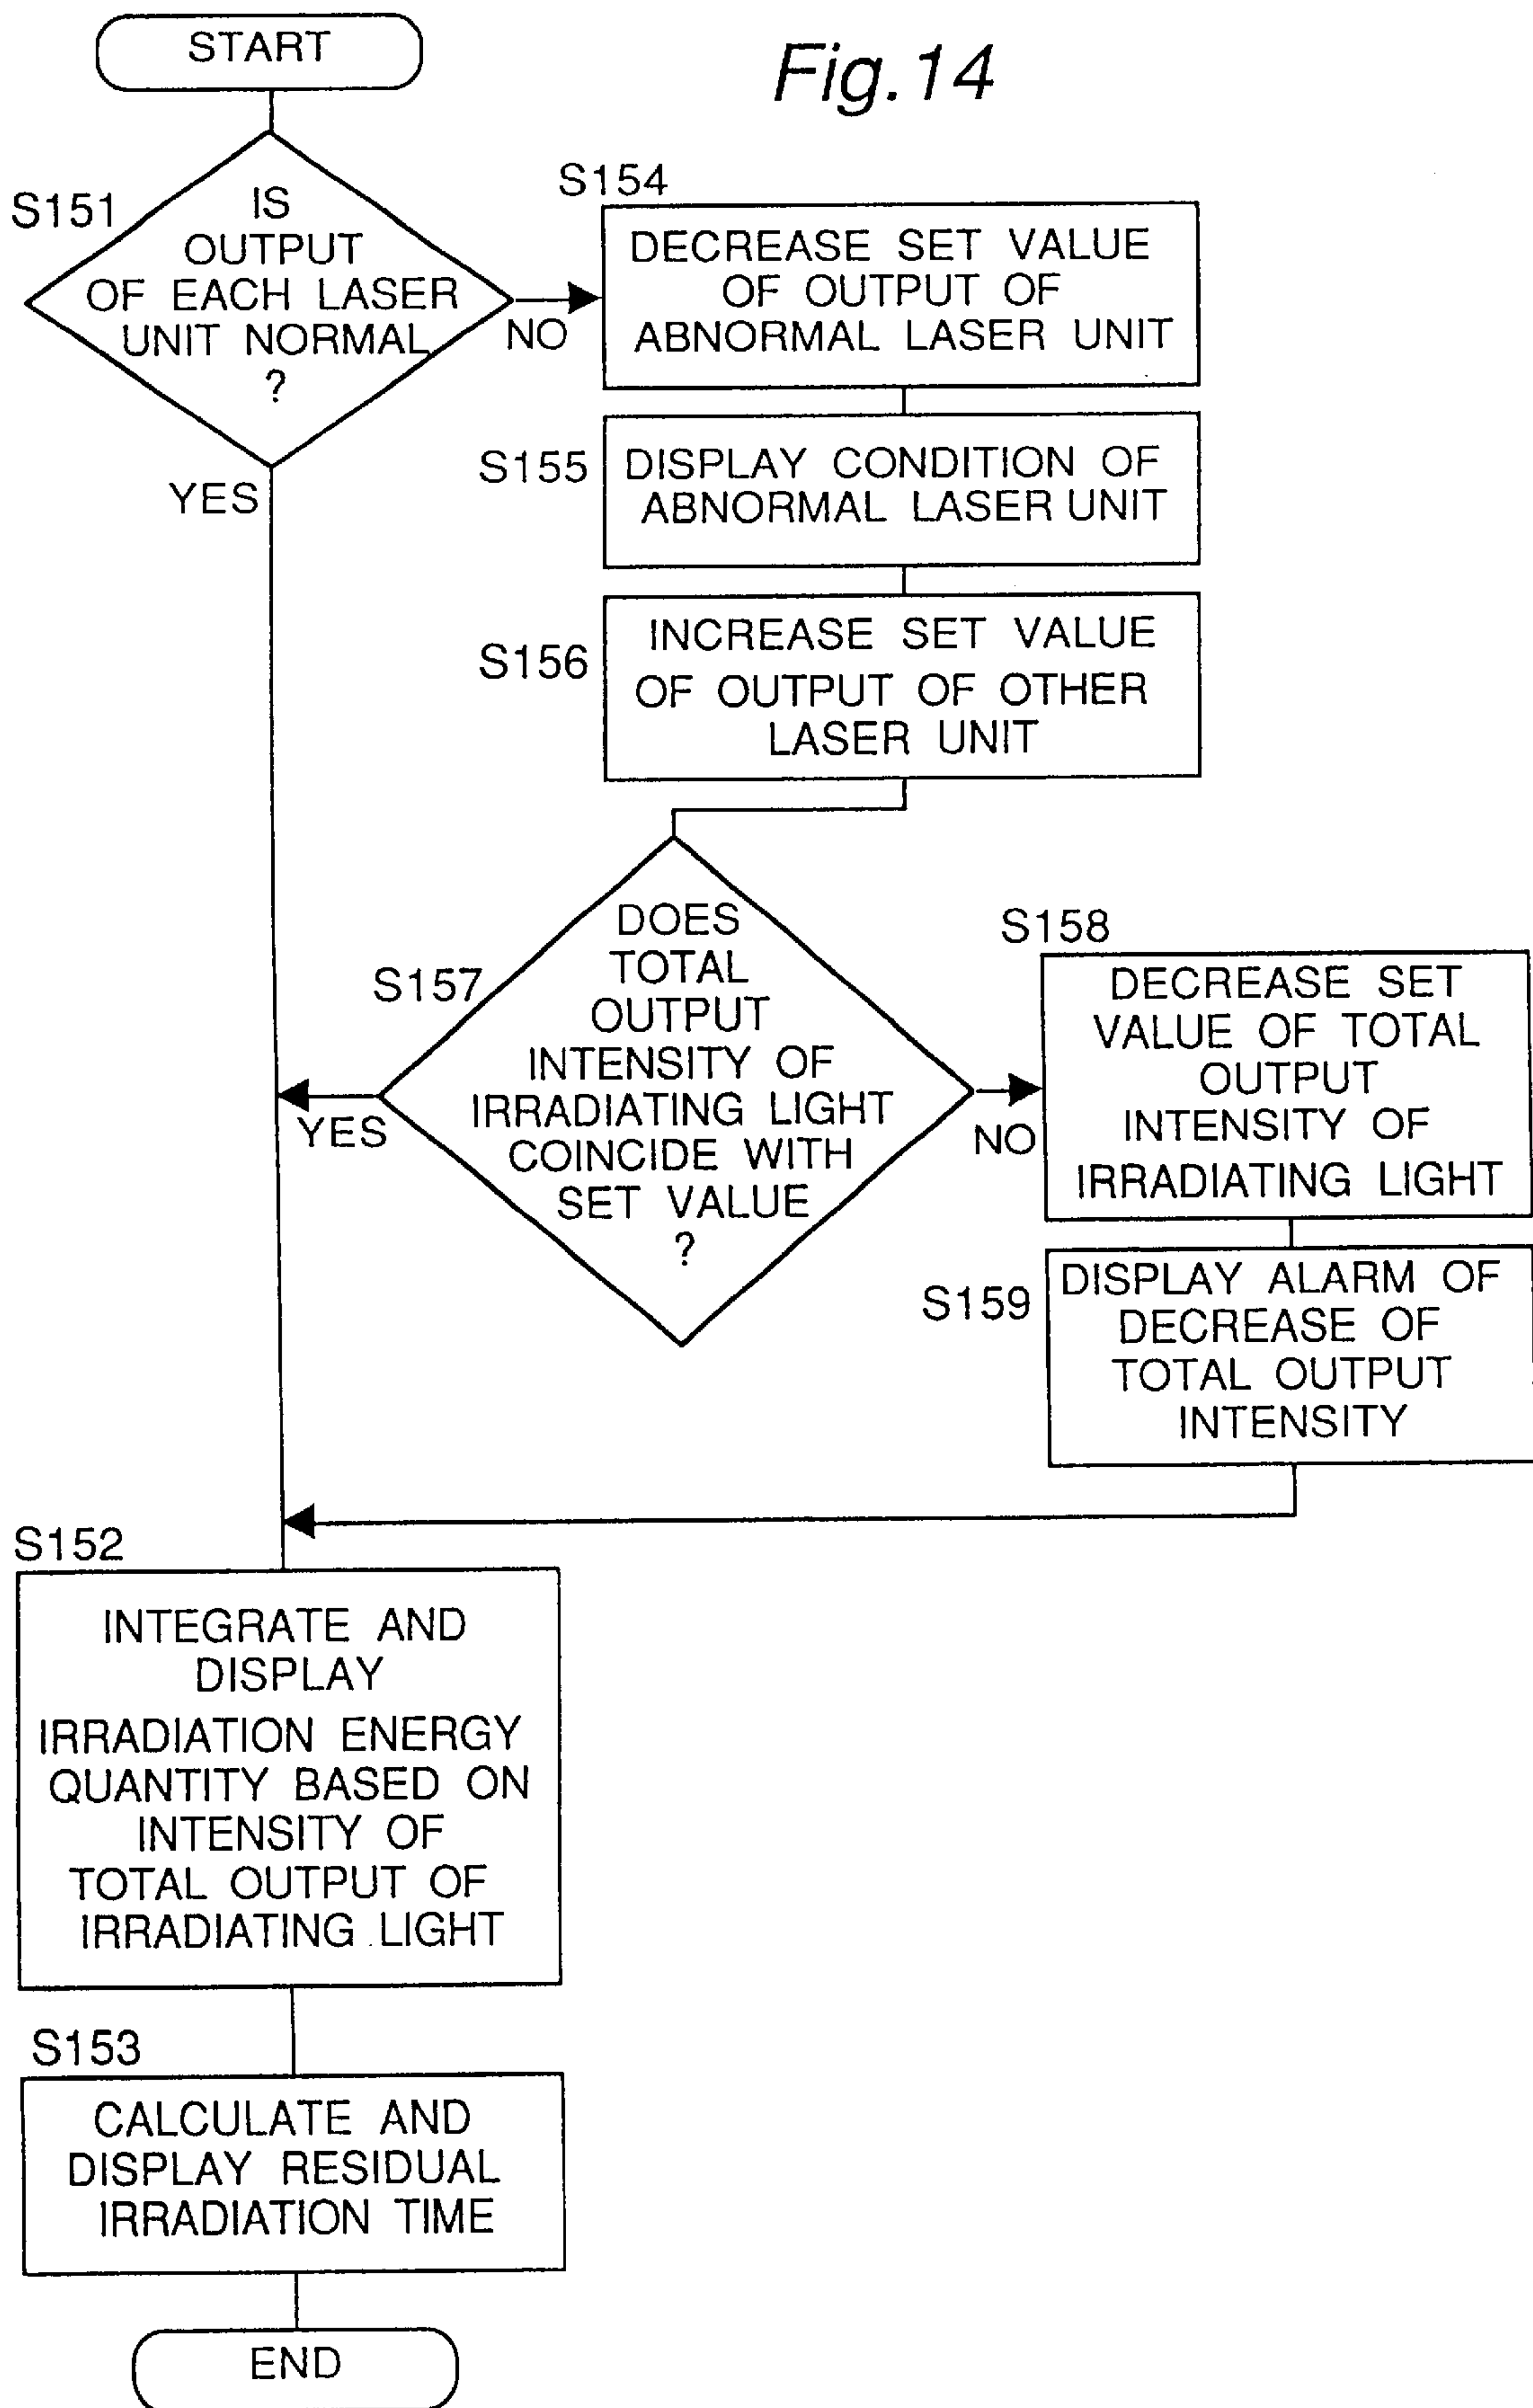 START
Fig.14
S151
IS
OUTPUT
OF EACH LASER
UNIT NORMAL
?
NO
YES
S154
DECREASE SET VALUE
OF OUTPUT OF
ABNORMAL LASER UNIT
S155
DISPLAY CONDITION OF
ABNORMAL LASER UNIT
S156
INCREASE SET VALUE
OF OUTPUT OF OTHER
LASER UNIT
S157
DOES
TOTAL
OUTPUT
INTENSITY OF
IRRADIATING LIGHT
COINCIDE WITH
SET VALUE
?
YES
NO
S158
DECREASE SET
VALUE OF TOTAL
OUTPUT
INTENSITY OF
IRRADIATING LIGHT
S159
DISPLAY ALARM OF
DECREASE OF
TOTAL OUTPUT
INTENSITY
S152
INTEGRATE AND
DISPLAY
IRRADIATION ENERGY
QUANTITY BASED ON
INTENSITY OF
TOTAL OUTPUT OF
IRRADIATING LIGHT
S153
CALCULATE AND
DISPLAY RESIDUAL
IRRADIATION TIME
END